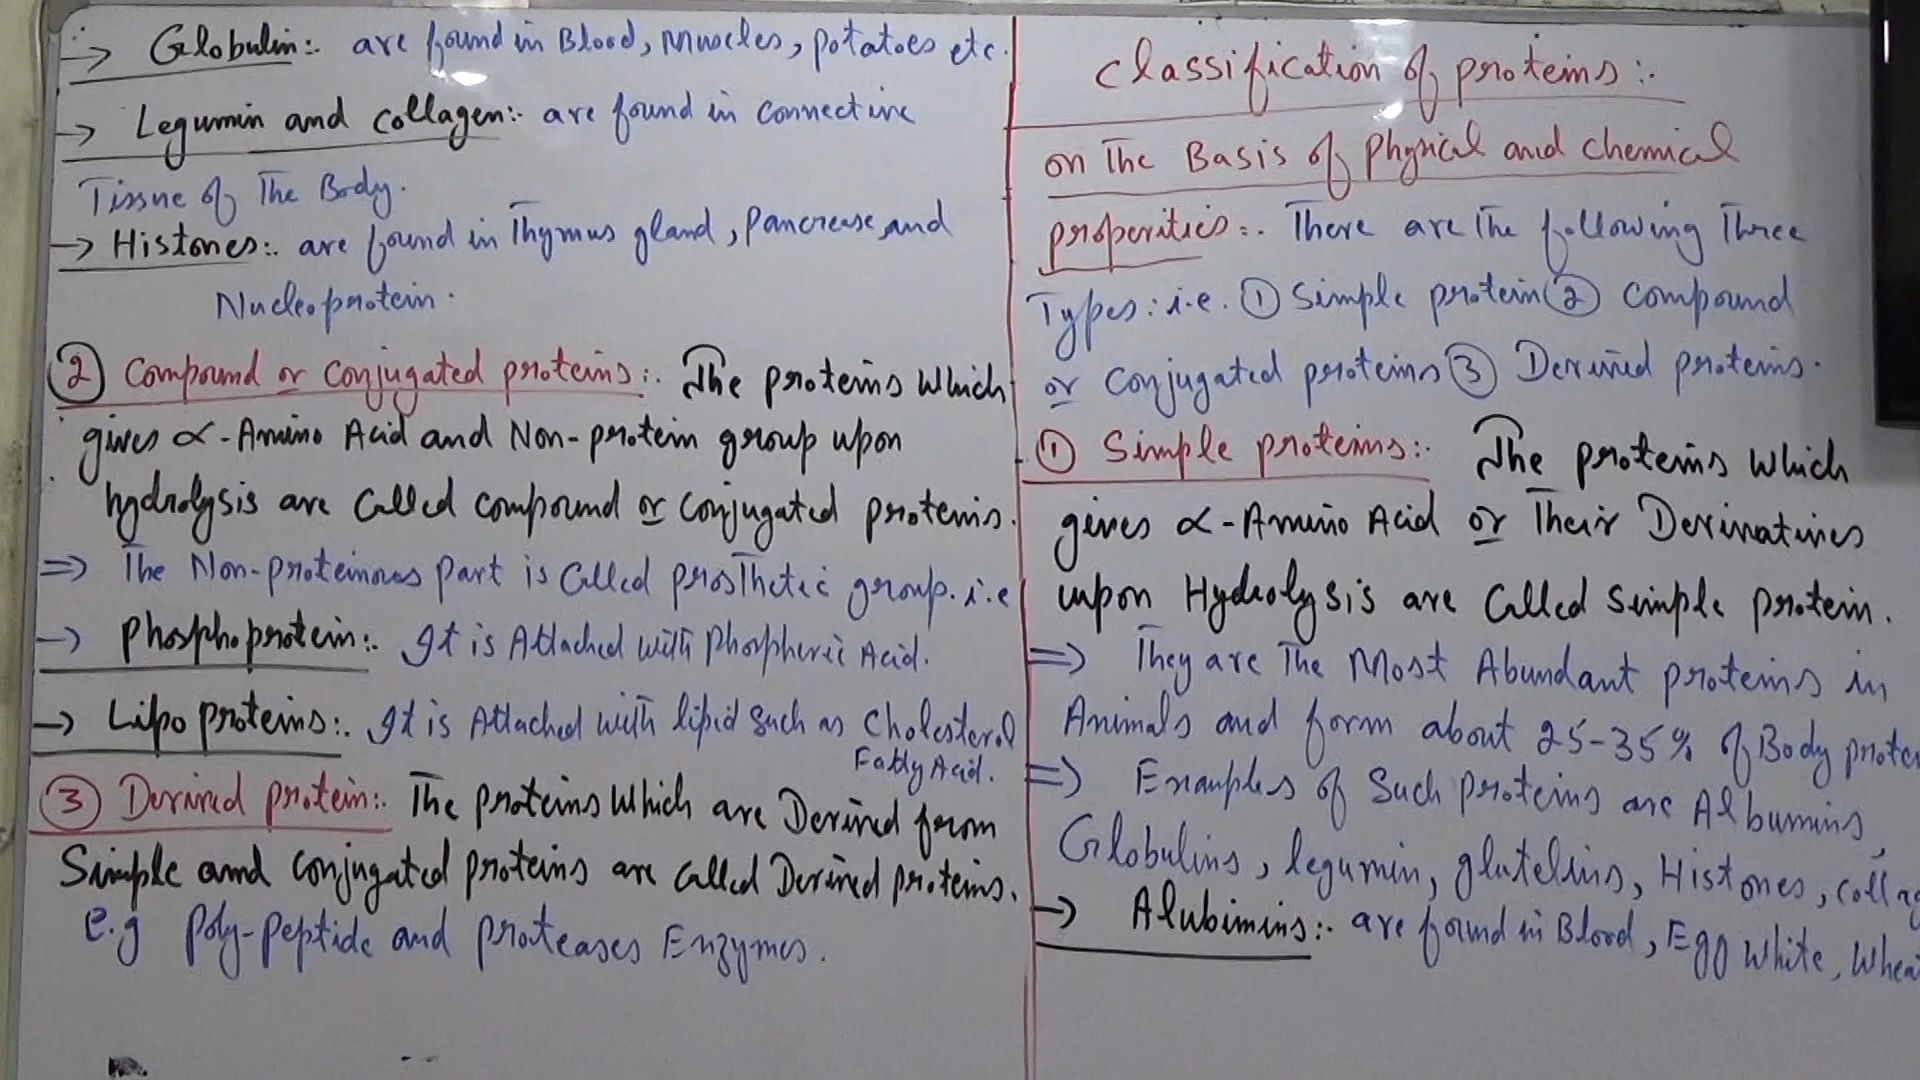 Classification of proteins:-
on The Basis of Physical and chemical
properities:-. There are The following Three
Types: i.e. ① Simple protein ② Compound
or Conjugated proteins ③ Derived proteins.
① Simple proteins:- The proteins which
gives α-Amino Acid or Their Derivatives
upon Hydrolysis are Called Simple protein.
⇒ They are The Most Abundant proteins in
Animals and form about 25-35% of Body prote
⇒ Examples of Such proteins are Albumins,
Globulins, legumin, glutelins, Histones, coll
→ Alubimins:- are found in Blood, Egg white, Whea
→ Globulin:- are found in Blood, Muscles, potatoes etc.
→ Legumin and collagen:- are found in connective
Tissue of The Body.
→ Histones:- are found in Thymus gland, pancrease, and
Nucleoprotein.
② Compound or Conjugated proteins:- The proteins which
gives α-Amino Acid and Non-protein group upon
hydrolysis are Called Compound or Conjugated proteins.
⇒ The Non-proteinous part is Called prosthetic group. i.e
→ phosphoprotein:- It is Attached with Phospheric Acid.
→ Lipoproteins:- It is Attached with lipid Such as Cholesterol
Fatty Acid.
③ Derived protein:- The proteins which are Derived from
Simple and Conjugated proteins are Called Derived proteins.
e.g Poly-peptide and proteases Enzymes.